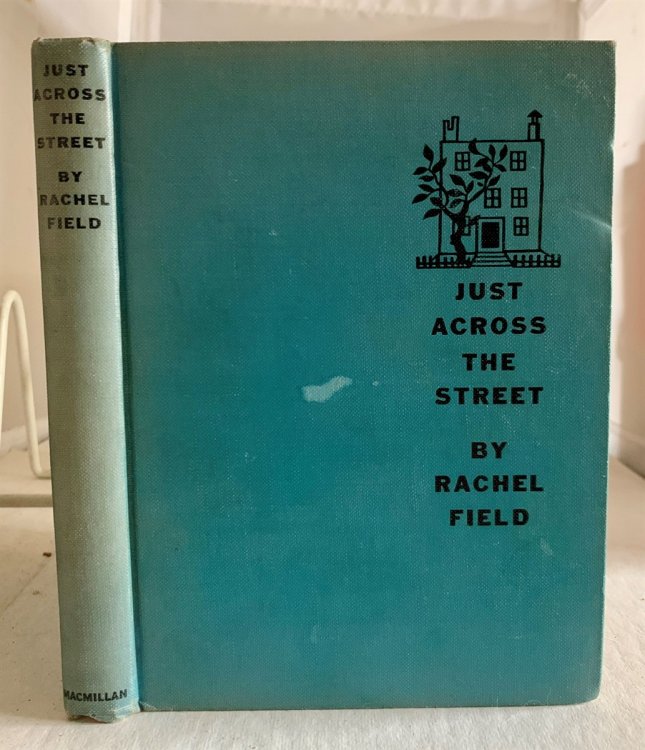 JUST
ACROSS
THE
STREET
BY
RACHEL
FIELD
MACMILLAN
JUST
ACROSS
THE
STREET
BY
RACHEL
FIELD